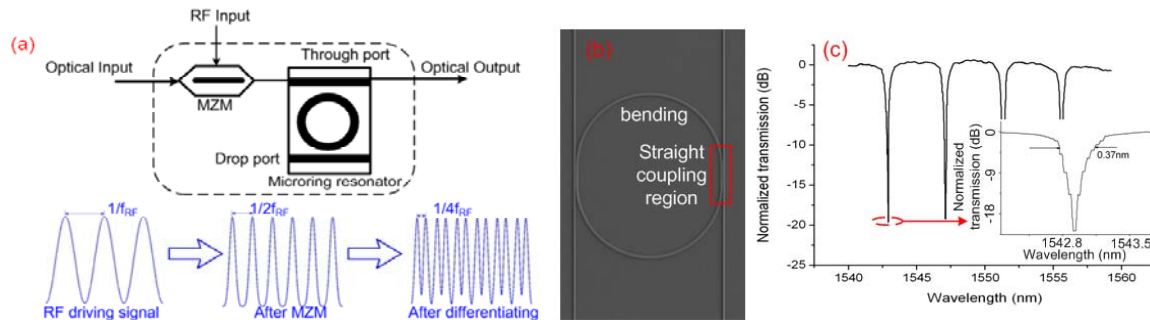 (a)
RF Input
Through port
Optical Input
Optical Output
MZM
Drop port
Microring resonator
1/fRF
1/2fRF
1/4fRF
RF driving signal
After MZM
After differentiating
(b)
bending
Straight
coupling
region
(c)
Normalized transmission (dB)
0
-5
-10
-15
-20
-25
1540
1545
1550
1555
1560
Wavelength (nm)
Normalized
transmission (dB)
0
-9
-18
0.37nm
1542.8
1543.5
Wavelength (nm)